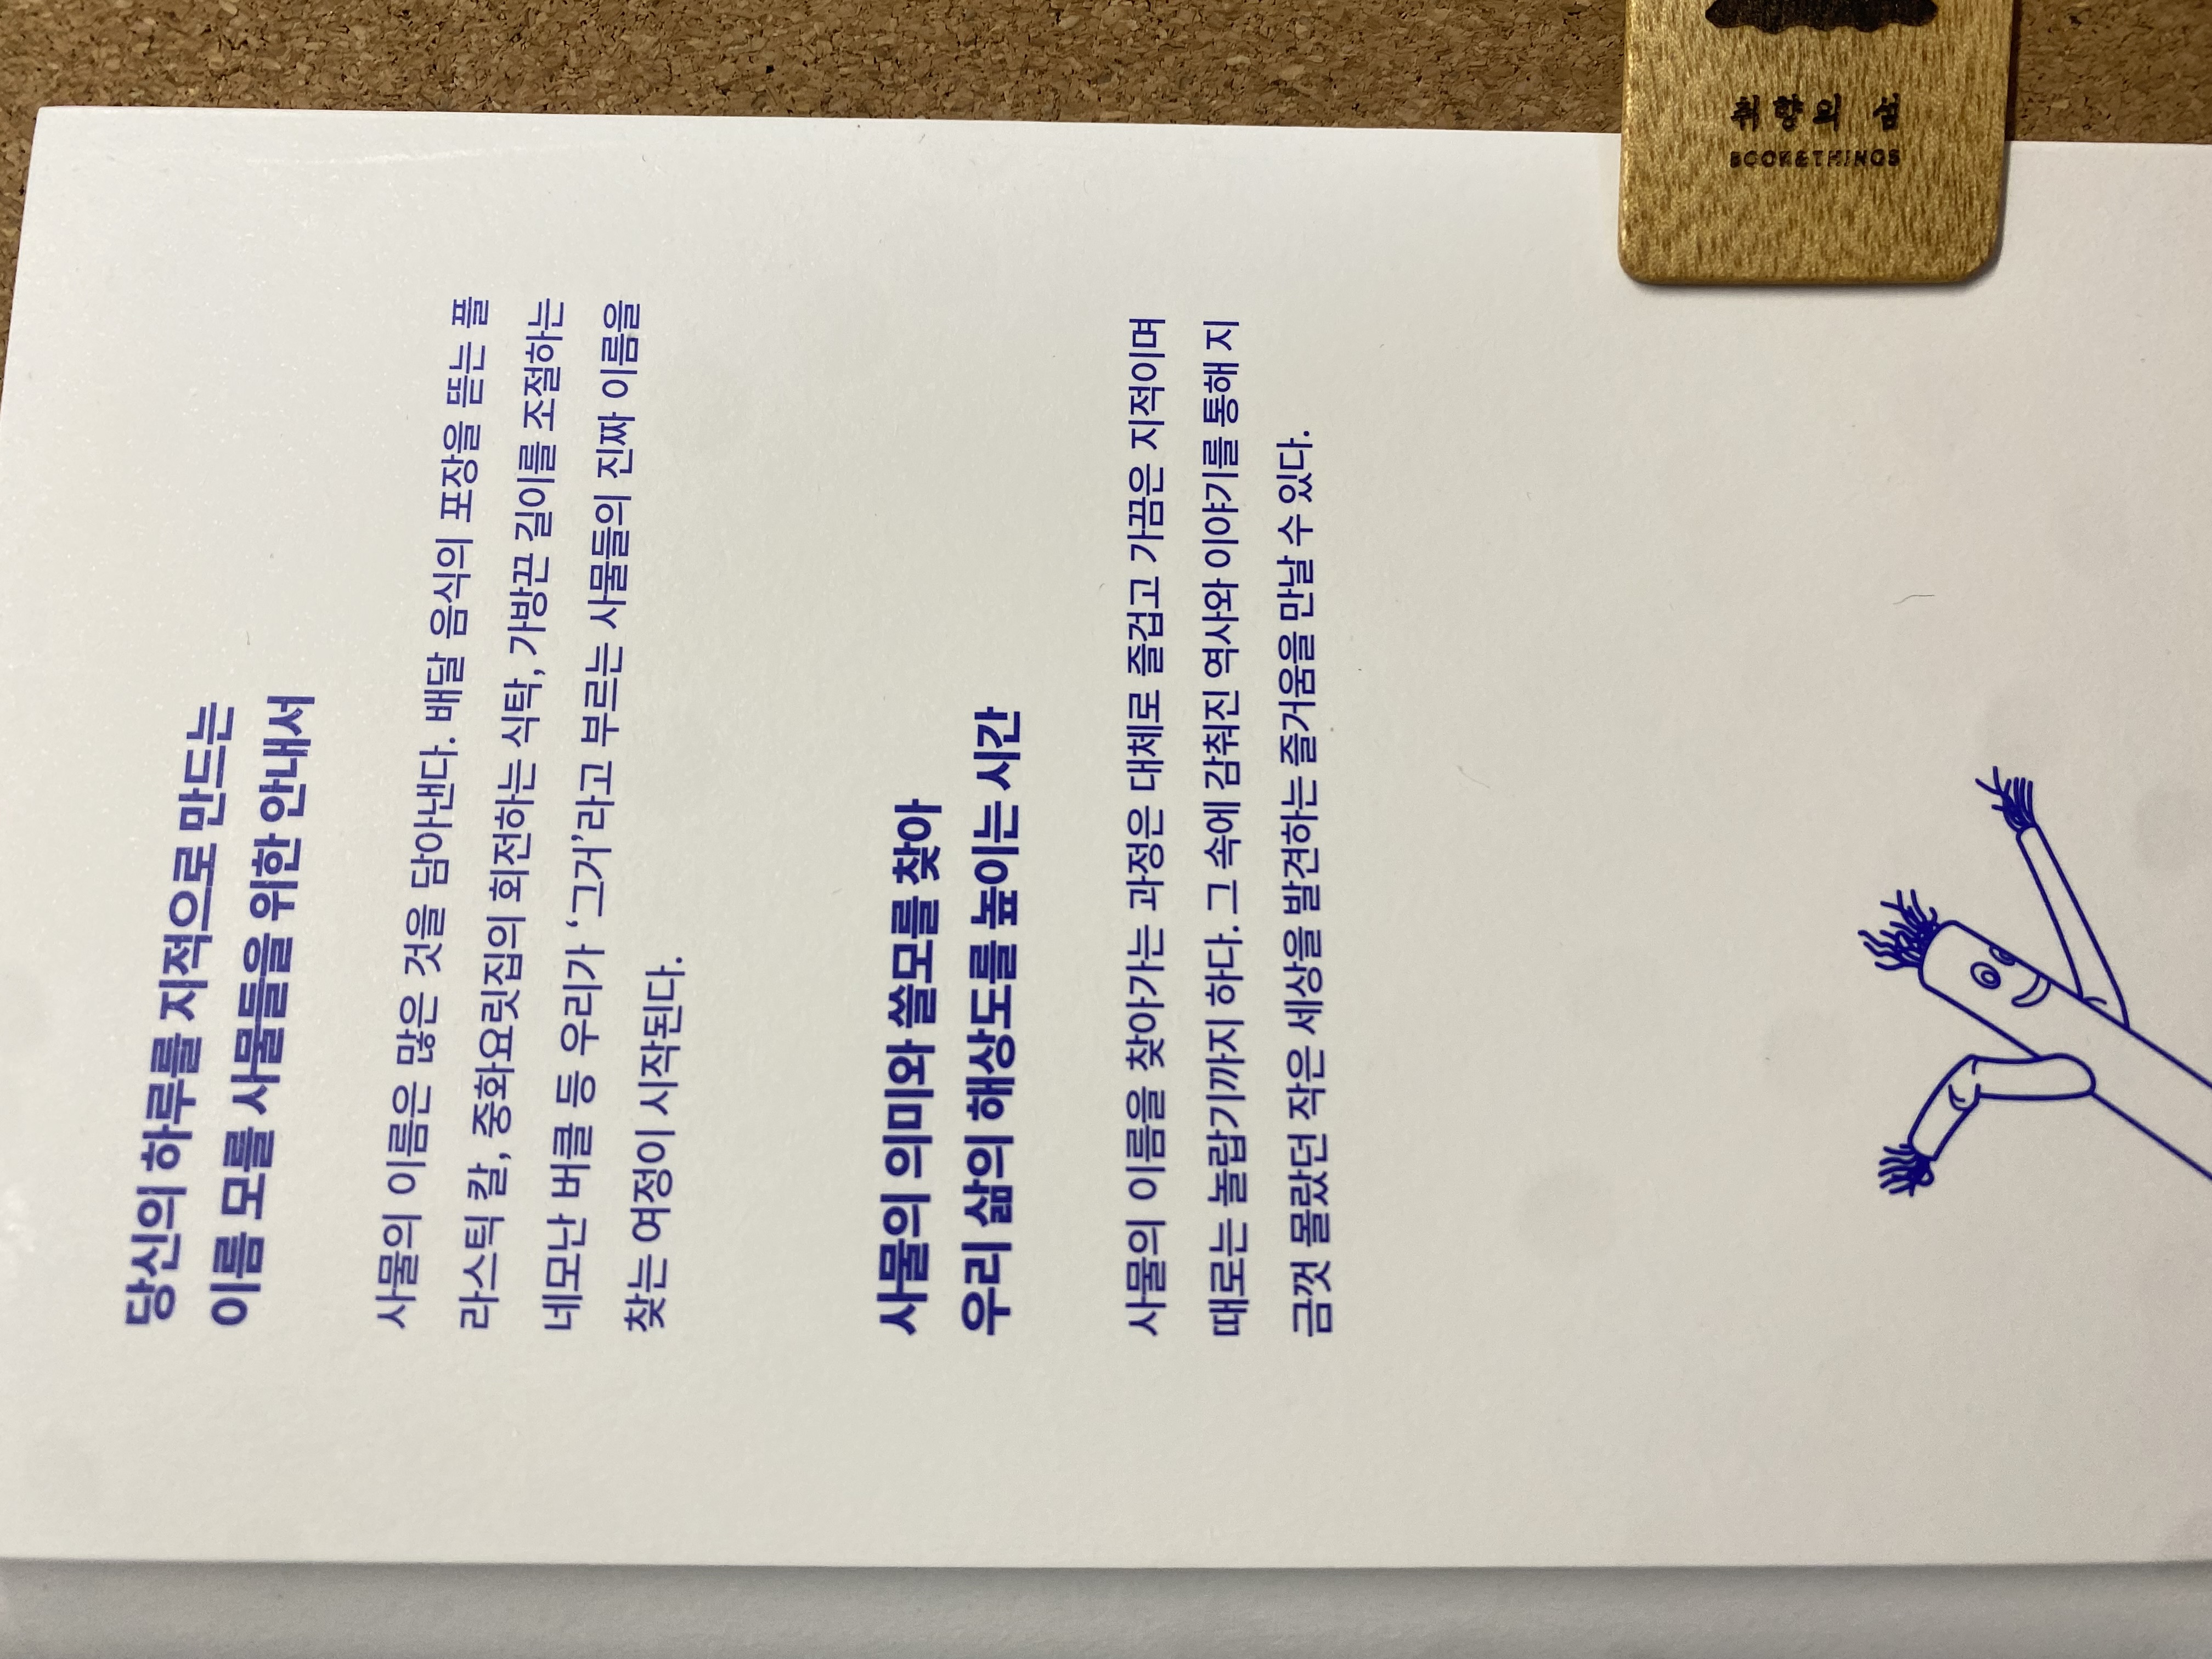 당신의 하루를 지적으로 만드는
이름 모를 사물들을 위한 안내서
사물의 이름은 많은 것을 담아낸다. 배달 음식의 포장을 뜯는 플
라스틱 칼, 중화요릿집의 회전하는 식탁, 가방끈 길이를 조절하는
네모난 버클 등 우리가 ‘그거’라고 부르는 사물들의 진짜 이름을
찾는 여정이 시작된다.
사물의 의미와 쓸모를 찾아
우리 삶의 해상도를 높이는 시간
사물의 이름을 찾아가는 과정은 대체로 즐겁고 가끔은 지적이며
때로는 놀랍기까지 하다. 그 속에 감춰진 역사와 이야기를 통해 지
금껏 몰랐던 작은 세상을 발견하는 즐거움을 만날 수 있다.
취향의 섬
BOOK&THINGS